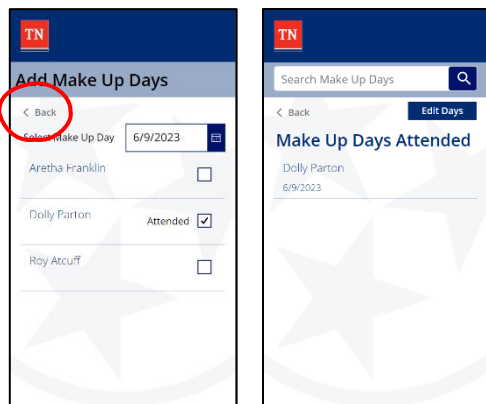 TN
Add Make Up Days
< Back
Select Make Up Day 6/9/2023
Aretha Franklin
Dolly Parton Attended
Roy Atcuff
TN
Search Make Up Days
< Back Edit Days
Make Up Days Attended
Dolly Parton
6/9/2023